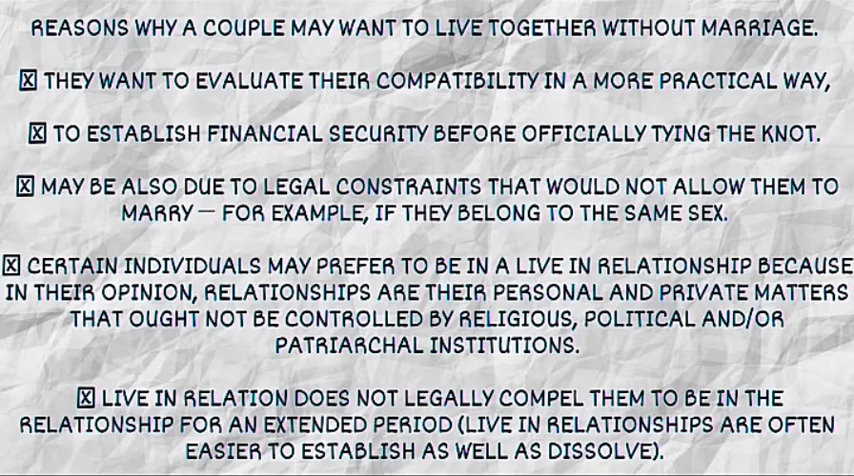 REASONS WHY A COUPLE MAY WANT TO LIVE TOGETHER WITHOUT MARRIAGE.
☒ THEY WANT TO EVALUATE THEIR COMPATIBILITY IN A MORE PRACTICAL WAY,
☒ TO ESTABLISH FINANCIAL SECURITY BEFORE OFFICIALLY TYING THE KNOT.
☒ MAY BE ALSO DUE TO LEGAL CONSTRAINTS THAT WOULD NOT ALLOW THEM TO
MARRY — FOR EXAMPLE, IF THEY BELONG TO THE SAME SEX.
☒ CERTAIN INDIVIDUALS MAY PREFER TO BE IN A LIVE IN RELATIONSHIP BECAUSE
IN THEIR OPINION, RELATIONSHIPS ARE THEIR PERSONAL AND PRIVATE MATTERS
THAT OUGHT NOT BE CONTROLLED BY RELIGIOUS, POLITICAL AND/OR
PATRIARCHAL INSTITUTIONS.
☒ LIVE IN RELATION DOES NOT LEGALLY COMPEL THEM TO BE IN THE
RELATIONSHIP FOR AN EXTENDED PERIOD (LIVE IN RELATIONSHIPS ARE OFTEN
EASIER TO ESTABLISH AS WELL AS DISSOLVE).